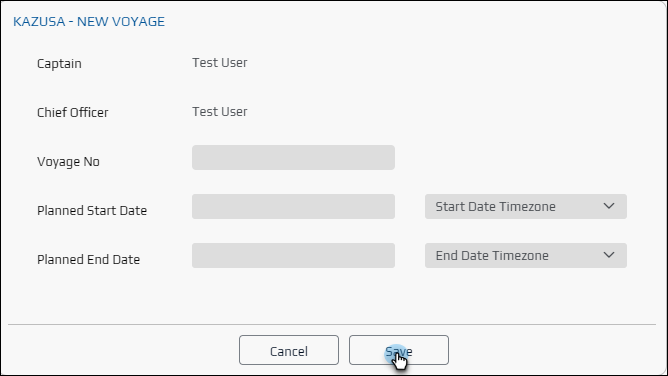 KAZUSA - NEW VOYAGE
Captain Test User
Chief Officer Test User
Voyage No
Planned Start Date Start Date Timezone
Planned End Date End Date Timezone
Cancel Save